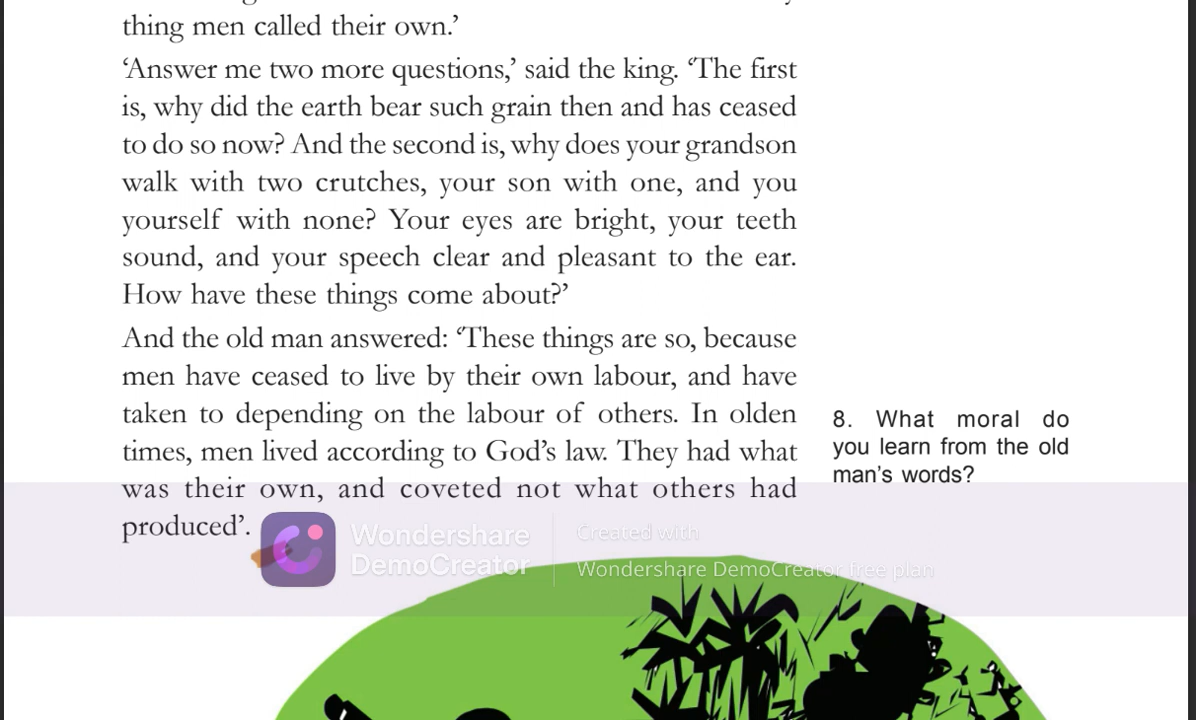 thing men called their own.’
‘Answer me two more questions,’ said the king. ‘The first
is, why did the earth bear such grain then and has ceased
to do so now? And the second is, why does your grandson
walk with two crutches, your son with one, and you
yourself with none? Your eyes are bright, your teeth
sound, and your speech clear and pleasant to the ear.
How have these things come about?’
And the old man answered: ‘These things are so, because
men have ceased to live by their own labour, and have
taken to depending on the labour of others. In olden
times, men lived according to God’s law. They had what
was their own, and coveted not what others had
produced’.
8. What moral do
you learn from the old
man’s words?
Wondershare
DemoCreator
Created with
Wondershare DemoCreator free plan